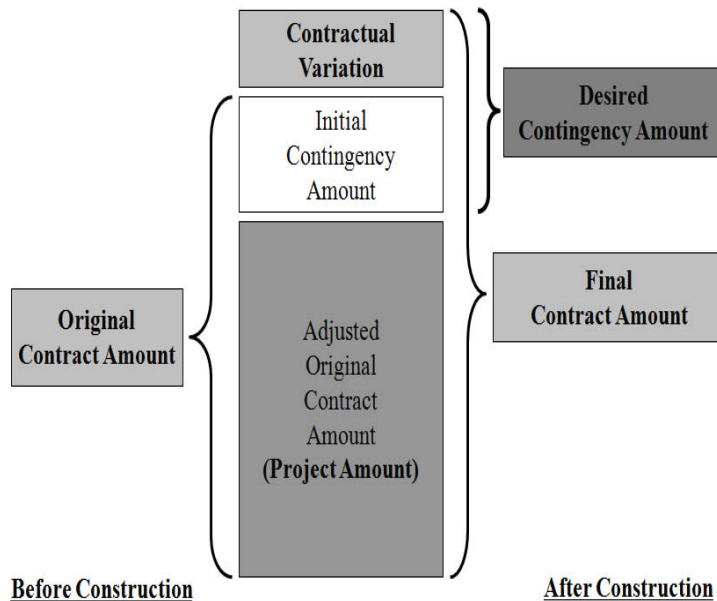 Contractual
Variation
Desired
Contingency Amount
Initial
Contingency
Amount
Original
Contract Amount
Adjusted
Original
Contract
Amount
(Project Amount)
Final
Contract Amount
Before Construction
After Construction